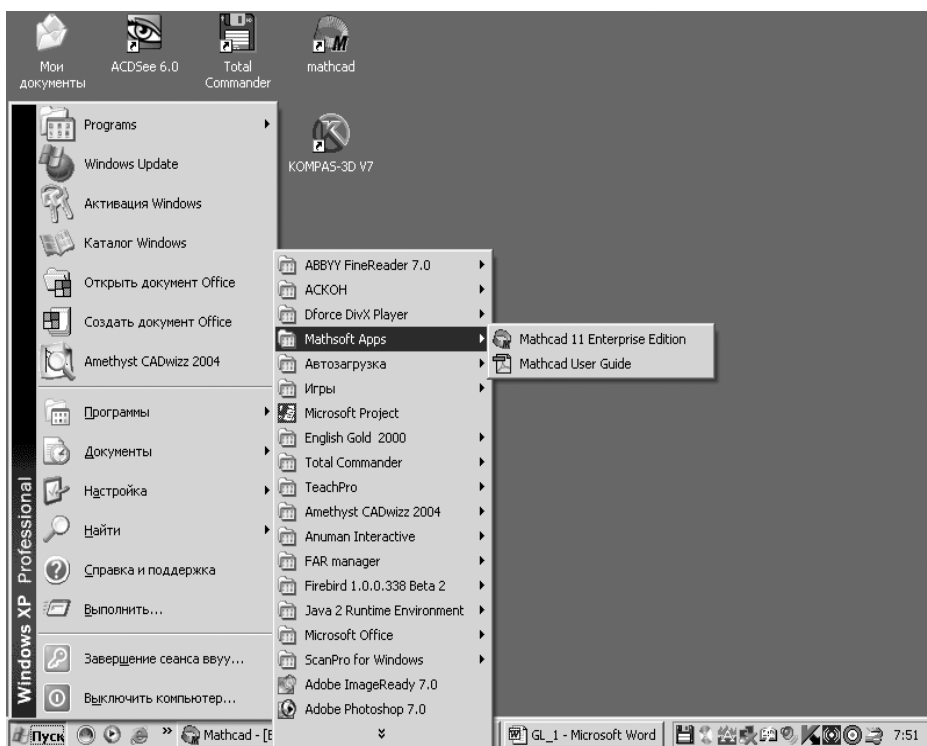 Мои документы
ACDSee 6.0
Total Commander
mathcad
KOMPAS-3D V7
Programs
Windows Update
Активация Windows
Каталог Windows
Открыть документ Office
Создать документ Office
Amethyst CADwizz 2004
Программы
Документы
Настройка
Найти
Справка и поддержка
Выполнить...
Завершение сеанса ввуу...
Выключить компьютер...
Windows XP Professional
ABBYY FineReader 7.0
АСКОН
Dforce DivX Player
Mathsoft Apps
Автозагрузка
Игры
Microsoft Project
English Gold 2000
Total Commander
TeachPro
Amethyst CADwizz 2004
Anuman Interactive
FAR manager
Firebird 1.0.0.338 Beta 2
Java 2 Runtime Environment
Microsoft Office
ScanPro for Windows
Adobe ImageReady 7.0
Adobe Photoshop 7.0
Mathcad 11 Enterprise Edition
Mathcad User Guide
Пуск
Mathcad - [E
GL_1 - Microsoft Word
7:51